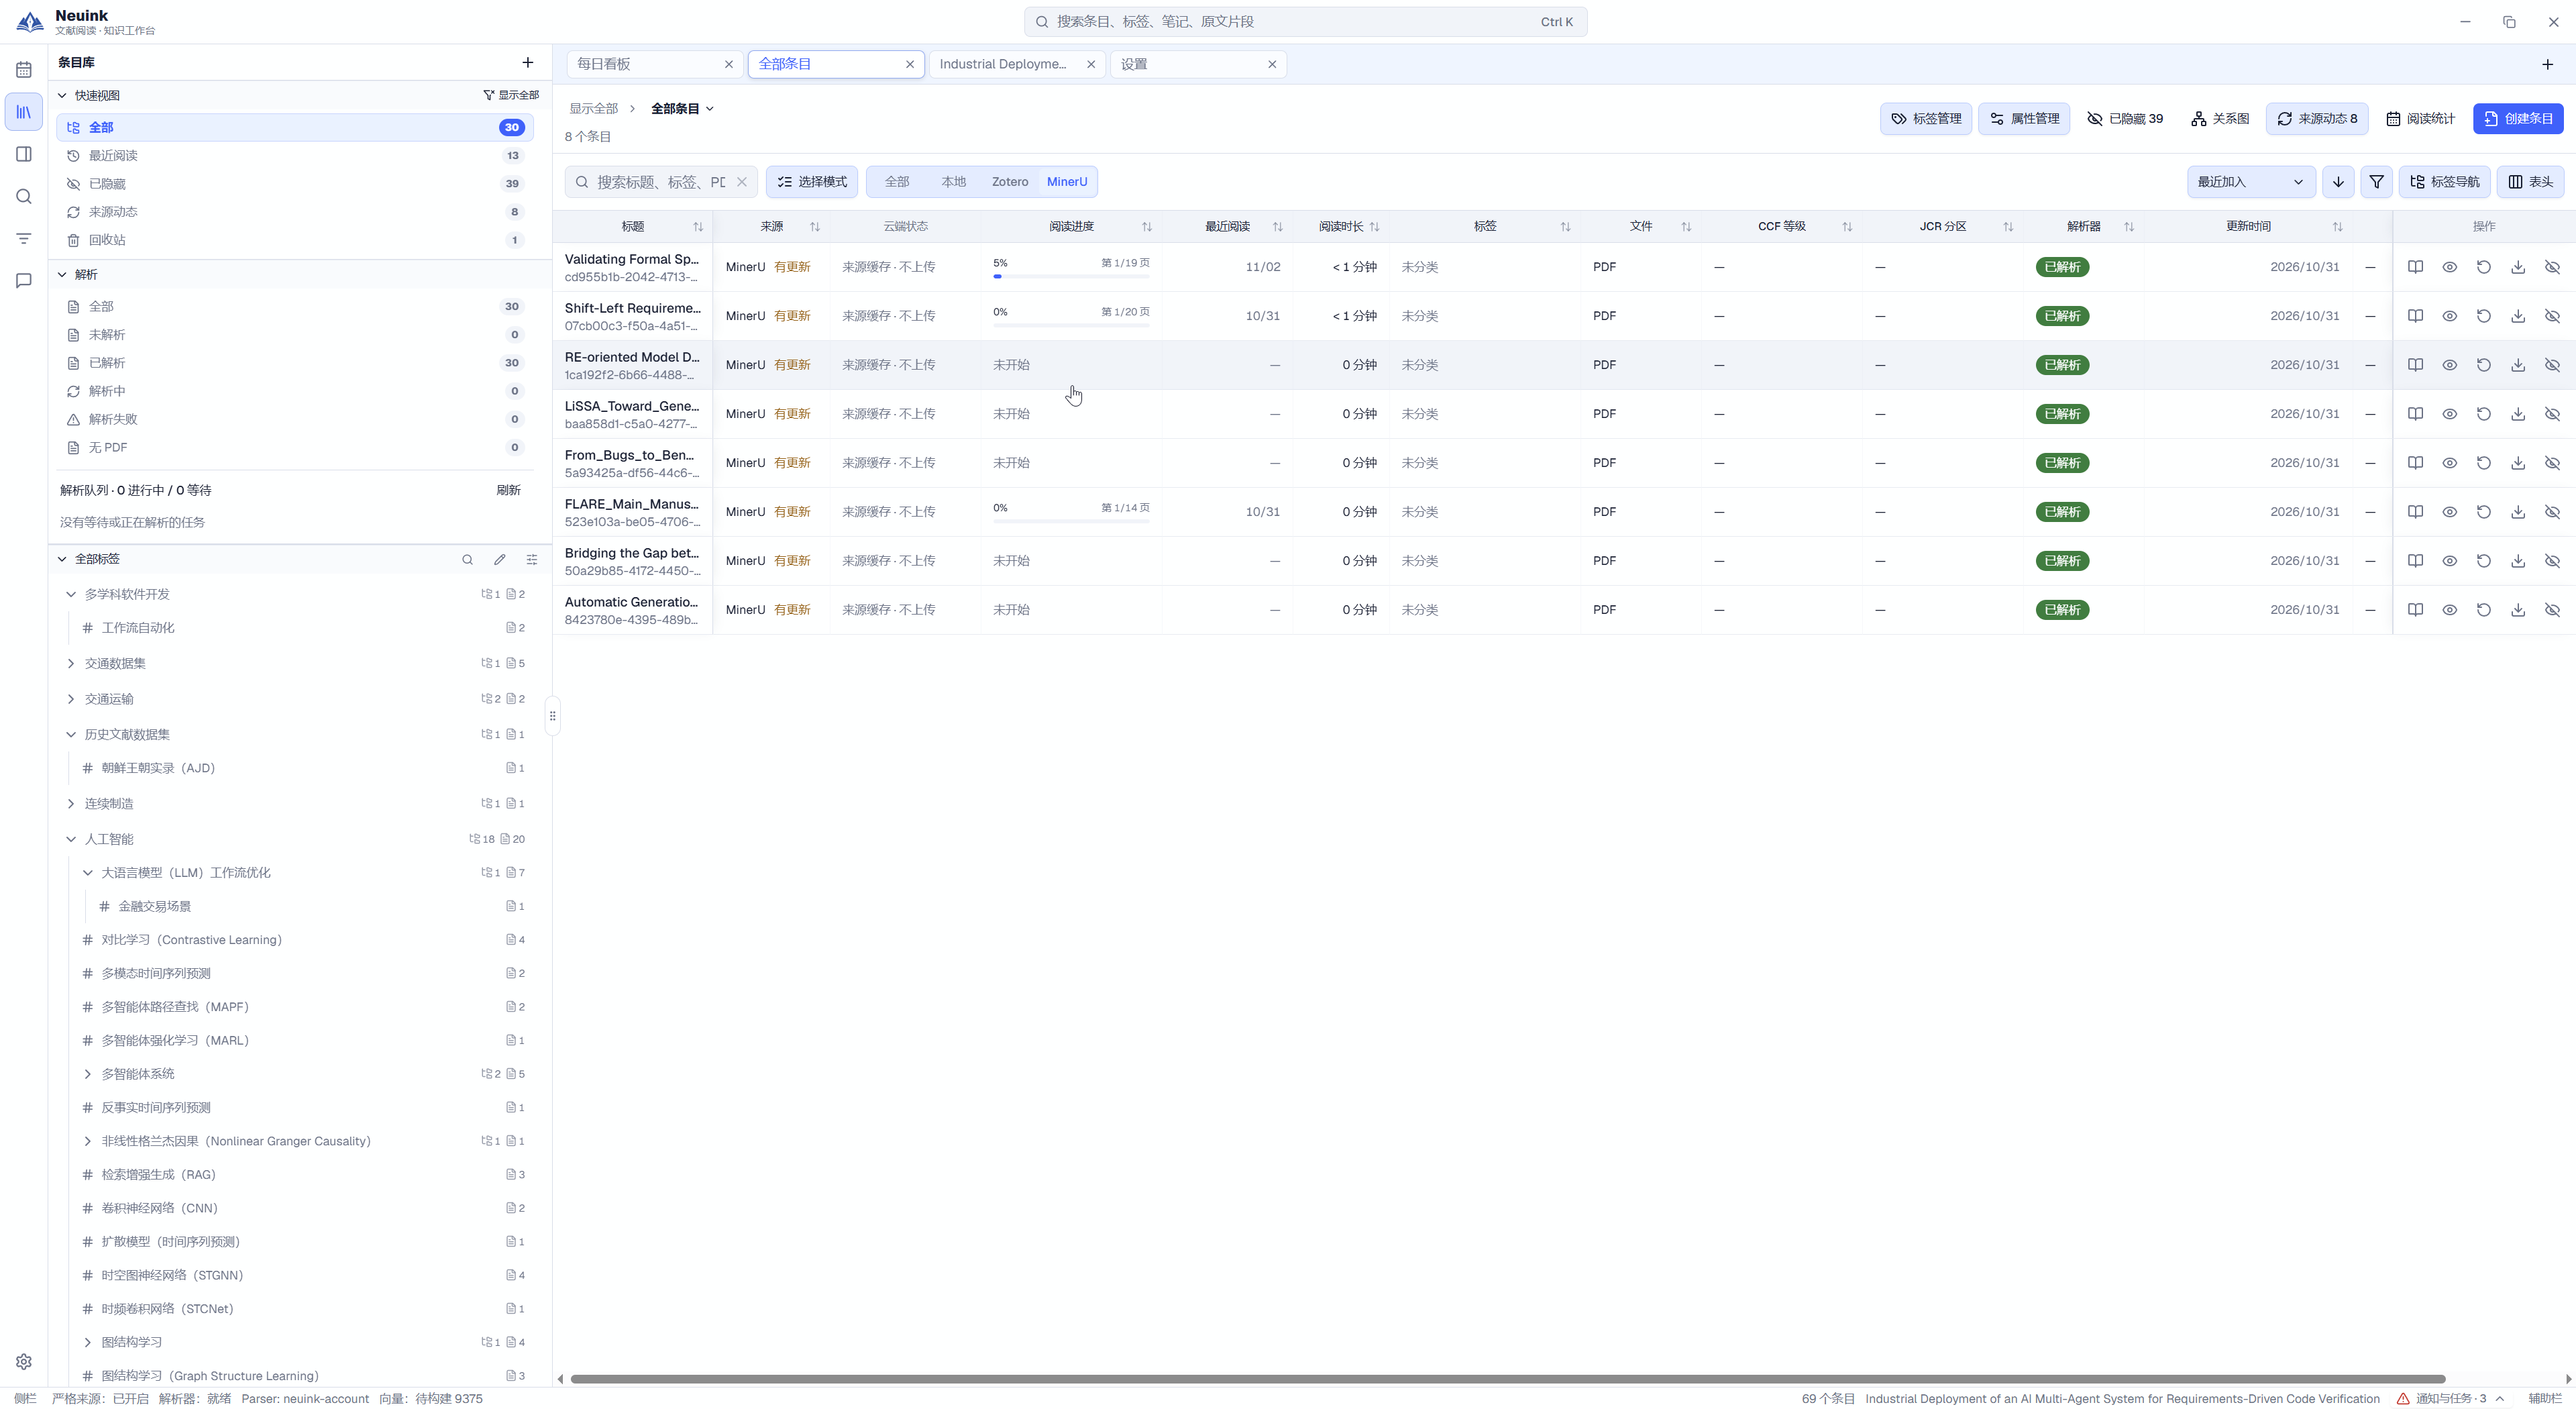 Neuink
文献阅读 · 知识工作台
搜索条目、标签、笔记、原文片段 Ctrl K
条目库
快速视图 显示全部
全部 30
最近阅读 13
已隐藏 39
来源动态 8
回收站 1
解析
全部 30
未解析 0
已解析 30
解析中 0
解析失败 0
无 PDF 0
解析队列 · 0 进行中 / 0 等待 刷新
没有等待或正在解析的任务
全部标签
多学科软件开发 1 2
# 工作流自动化 2
交通数据集 1 5
交通运输 2 2
历史文献数据集 1 1
# 朝鲜王朝实录（AJD） 1
连续制造 1 1
人工智能 18 20
大语言模型（LLM）工作流优化 1 7
# 金融交易场景 1
# 对比学习（Contrastive Learning） 4
# 多模态时间序列预测 2
# 多智能体路径查找（MAPF） 2
# 多智能体强化学习（MARL） 1
多智能体系统 2 5
# 反事实时间序列预测 1
非线性格兰杰因果（Nonlinear Granger Causality） 1 1
# 检索增强生成（RAG） 3
# 卷积神经网络（CNN） 2
# 扩散模型（时间序列预测） 1
# 时空图神经网络（STGNN） 4
# 时频卷积网络（STCNet） 1
图结构学习 1 4
# 图结构学习（Graph Structure Learning） 3
每日看板 全部条目 Industrial Deployme... 设置
显示全部 全部条目
8 个条目
标签管理 属性管理 已隐藏 39 关系图 来源动态 8 阅读统计 创建条目
搜索标题、标签、PD 选择模式 全部 本地 Zotero MinerU 最近加入 标签导航 表头
标题 来源 云端状态 阅读进度 最近阅读 阅读时长 标签 文件 CCF 等级 JCR 分区 解析器 更新时间 操作
Validating Formal Sp...
cd955b1b-2042-4713-...
MinerU 有更新 来源缓存 · 不上传 5% 第 1/19 页 11/02 < 1 分钟 未分类 PDF — — 已解析 2026/10/31 —
Shift-Left Requireme...
07cb00c3-f50a-4a51-...
MinerU 有更新 来源缓存 · 不上传 0% 第 1/20 页 10/31 < 1 分钟 未分类 PDF — — 已解析 2026/10/31 —
RE-oriented Model D...
1ca192f2-6b66-4488-...
MinerU 有更新 来源缓存 · 不上传 未开始 — 0 分钟 未分类 PDF — — 已解析 2026/10/31 —
LiSSA_Toward_Gene...
baa858d1-c5a0-4277-...
MinerU 有更新 来源缓存 · 不上传 未开始 — 0 分钟 未分类 PDF — — 已解析 2026/10/31 —
From_Bugs_to_Ben...
5a93425a-df56-44c6-...
MinerU 有更新 来源缓存 · 不上传 未开始 — 0 分钟 未分类 PDF — — 已解析 2026/10/31 —
FLARE_Main_Manus...
523e103a-be05-4706-...
MinerU 有更新 来源缓存 · 不上传 0% 第 1/14 页 10/31 0 分钟 未分类 PDF — — 已解析 2026/10/31 —
Bridging the Gap bet...
50a29b85-4172-4450-...
MinerU 有更新 来源缓存 · 不上传 未开始 — 0 分钟 未分类 PDF — — 已解析 2026/10/31 —
Automatic Generatio...
8423780e-4395-489b...
MinerU 有更新 来源缓存 · 不上传 未开始 — 0 分钟 未分类 PDF — — 已解析 2026/10/31 —
侧栏 严格来源：已开启 解析器：就绪 Parser: neuink-account 向量：待构建 9375 69 个条目 Industrial Deployment of an AI Multi-Agent System for Requirements-Driven Code Verification 通知与任务 · 3 辅助栏